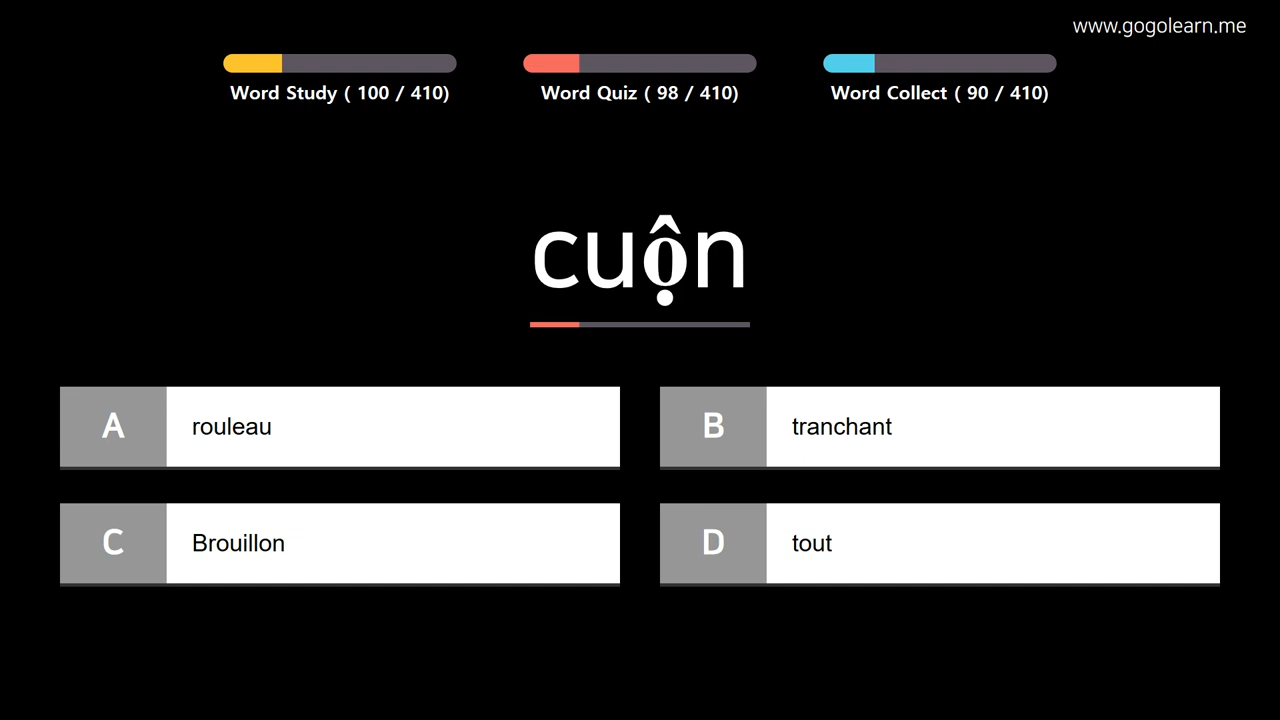 www.gogolearn.me
Word Study ( 100 / 410)
Word Quiz ( 98 / 410)
Word Collect ( 90 / 410)
cuộn
A rouleau
B tranchant
C Brouillon
D tout